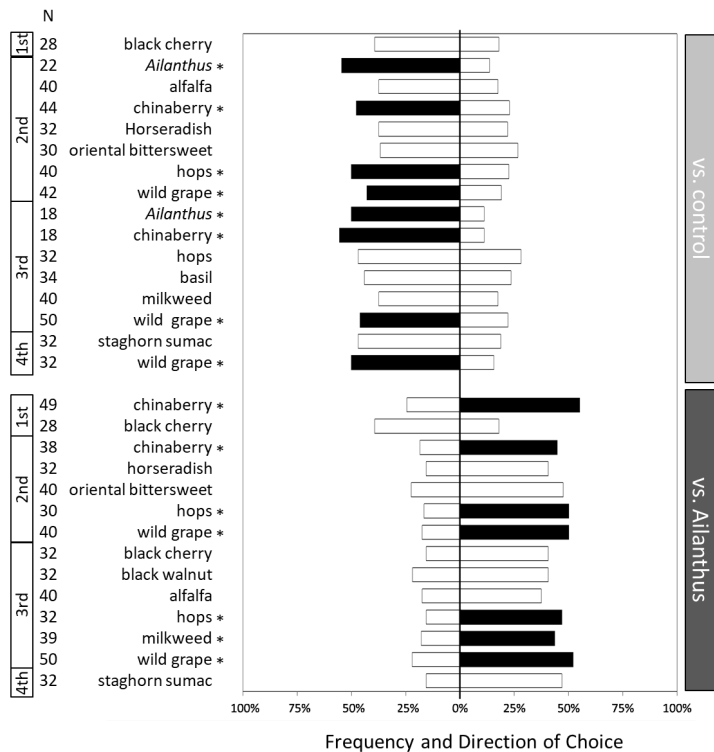 N
1st 28 black cherry
2nd 22 Ailanthus *
40 alfalfa
44 chinaberry *
32 Horseradish
30 oriental bittersweet
40 hops *
42 wild grape *
3rd 18 Ailanthus *
18 chinaberry *
32 hops
34 basil
40 milkweed
50 wild grape *
4th 32 staghorn sumac
32 wild grape *
vs. control
1st 49 chinaberry *
28 black cherry
2nd 38 chinaberry *
32 horseradish
40 oriental bittersweet
30 hops *
40 wild grape *
3rd 32 black cherry
32 black walnut
40 alfalfa
32 hops *
39 milkweed *
50 wild grape *
4th 32 staghorn sumac
vs. Ailanthus
100% 75% 50% 25% 0% 25% 50% 75% 100%
Frequency and Direction of Choice